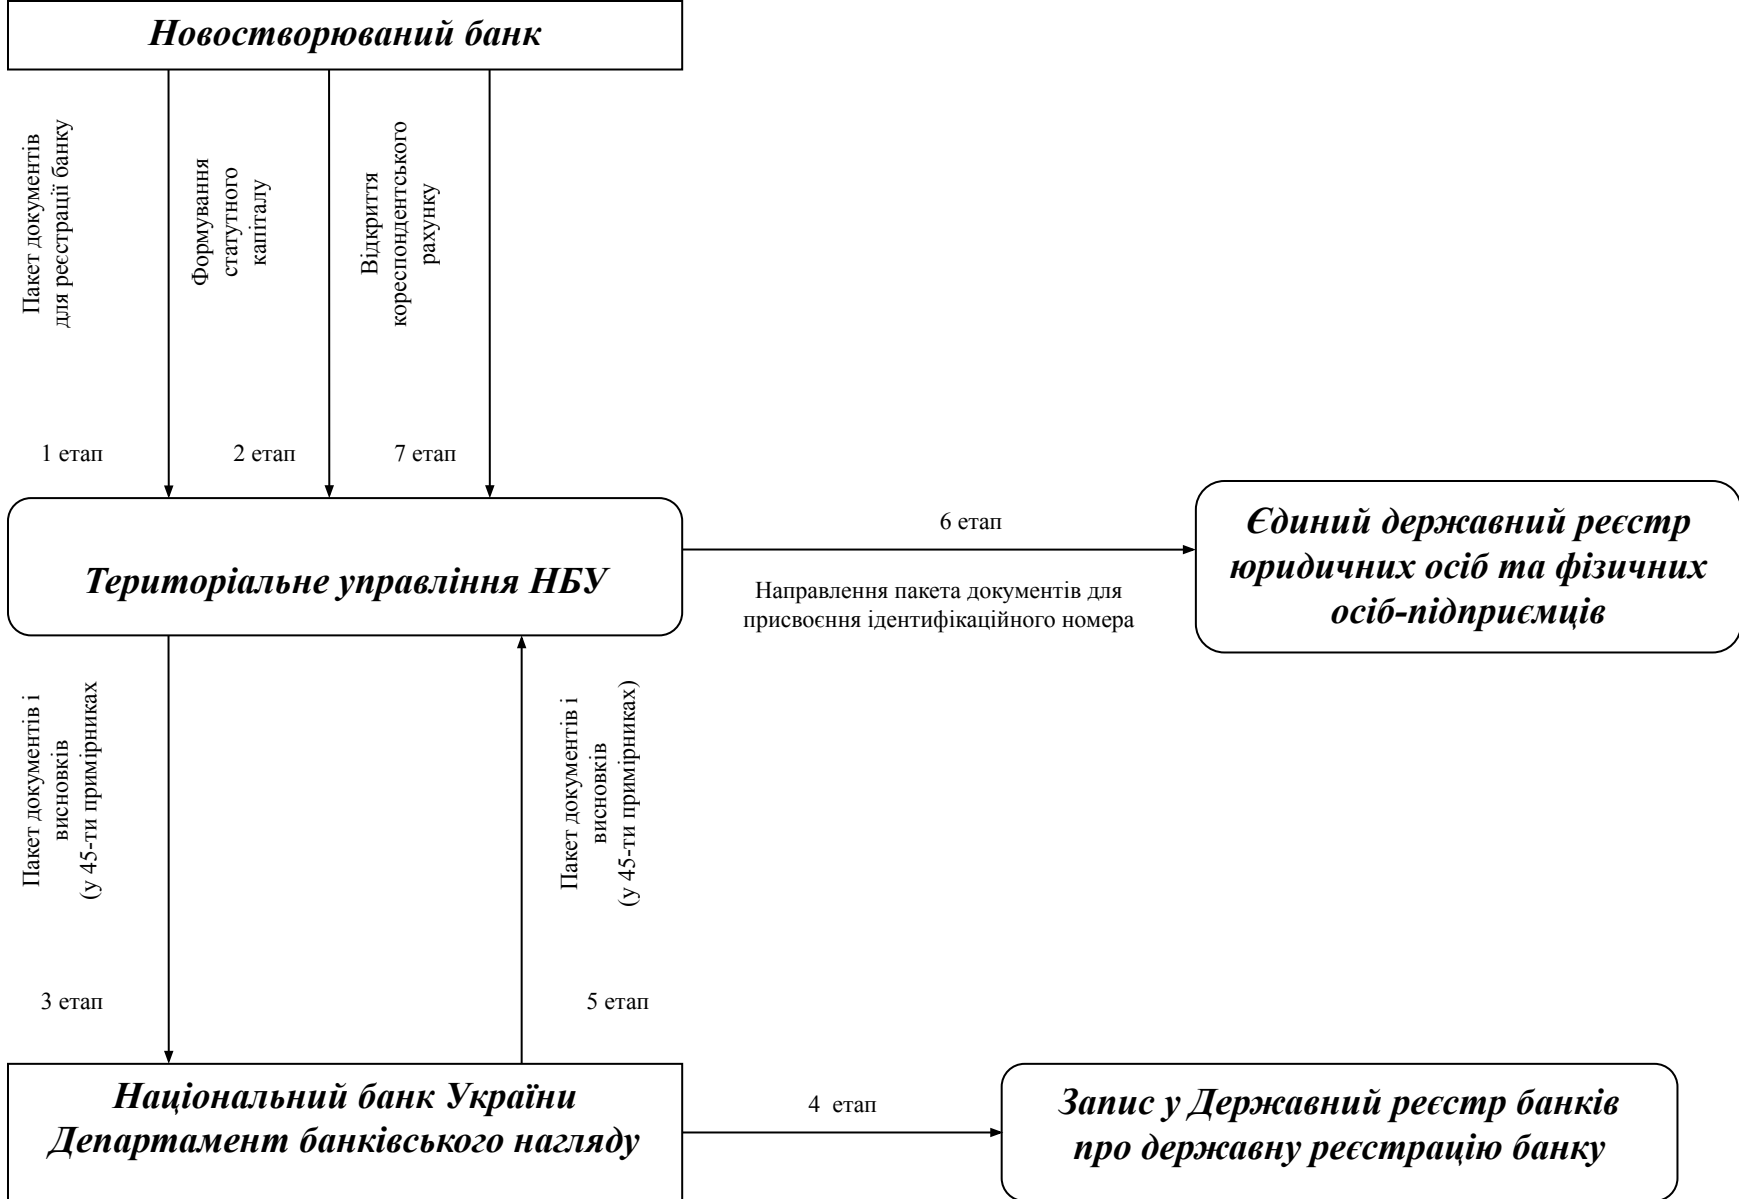 Новостворюваний банк
Пакет документів
для реєстрації банку
Формування
статутного
капіталу
Відкриття
кореспондентського
рахунку
1 етап
2 етап
7 етап
Територіальне управління НБУ
6 етап
Направлення пакета документів для
присвоєння ідентифікаційного номера
Єдиний державний реєстр
юридичних осіб та фізичних
осіб-підприємців
Пакет документів і
висновків
(у 45-ти примірниках
Пакет документів і
висновків
(у 45-ти примірниках)
3 етап
5 етап
Національний банк України
Департамент банківського нагляду
4 етап
Запис у Державний реєстр банків
про державну реєстрацію банку